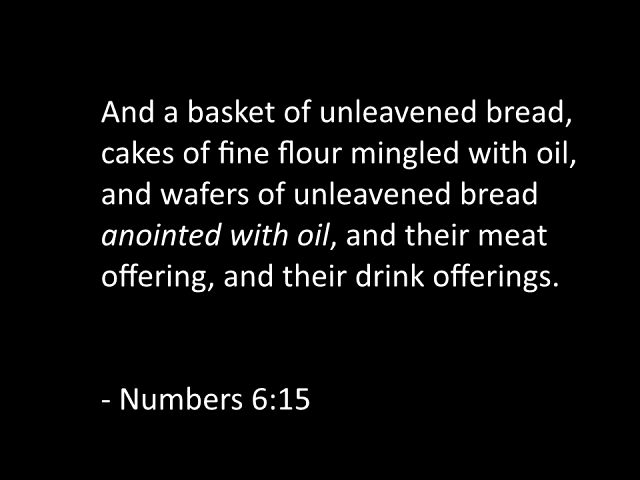 And a basket of unleavened bread,
cakes of fine flour mingled with oil,
and wafers of unleavened bread
anointed with oil, and their meat
offering, and their drink offerings.
- Numbers 6:15